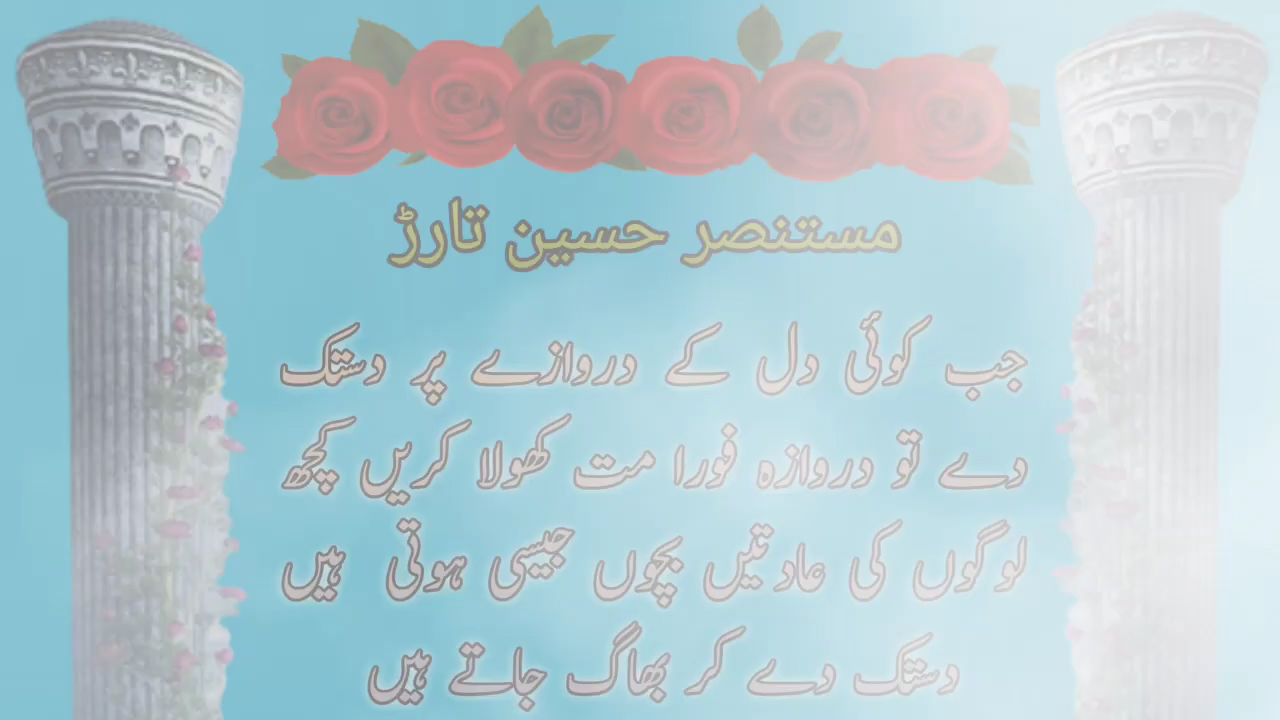 مستنصر حسین تارڑ
جب کوئی دل کے دروازے پر دستک
دے تو دروازہ فورا مت کھولا کریں کچھ
لوگوں کی عادتیں بچوں جیسی ہوتی ہیں
دستک دے کر بھاگ جاتے ہیں